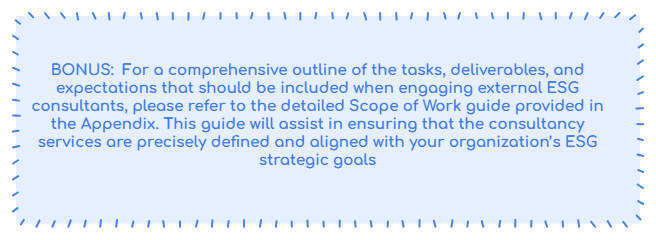 BONUS: For a comprehensive outline of the tasks, deliverables, and
expectations that should be included when engaging external ESG
consultants, please refer to the detailed Scope of Work guide provided in
the Appendix. This guide will assist in ensuring that the consultancy
services are precisely defined and aligned with your organization's ESG
strategic goals